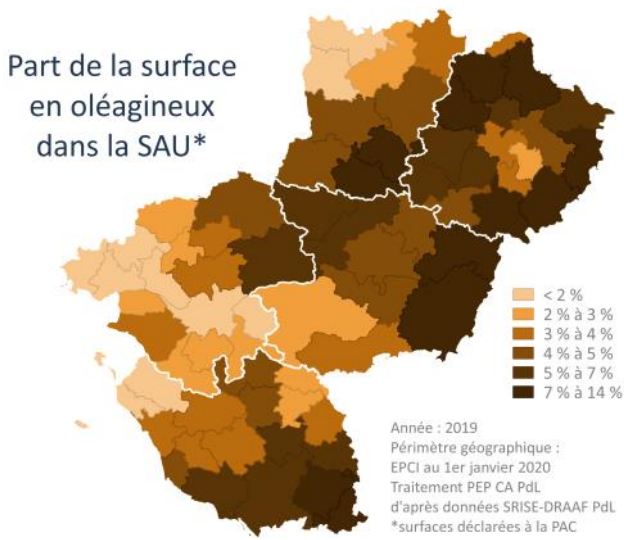 Part de la surface
en oléagineux
dans la SAU*
< 2 %
2 % à 3 %
3 % à 4 %
4 % à 5 %
5 % à 7 %
7 % à 14 %
Année : 2019
Périmètre géographique :
EPCI au 1er janvier 2020
Traitement PEP CA PdL
d'après données SRISE-DRAAF PdL
*surfaces déclarées à la PAC